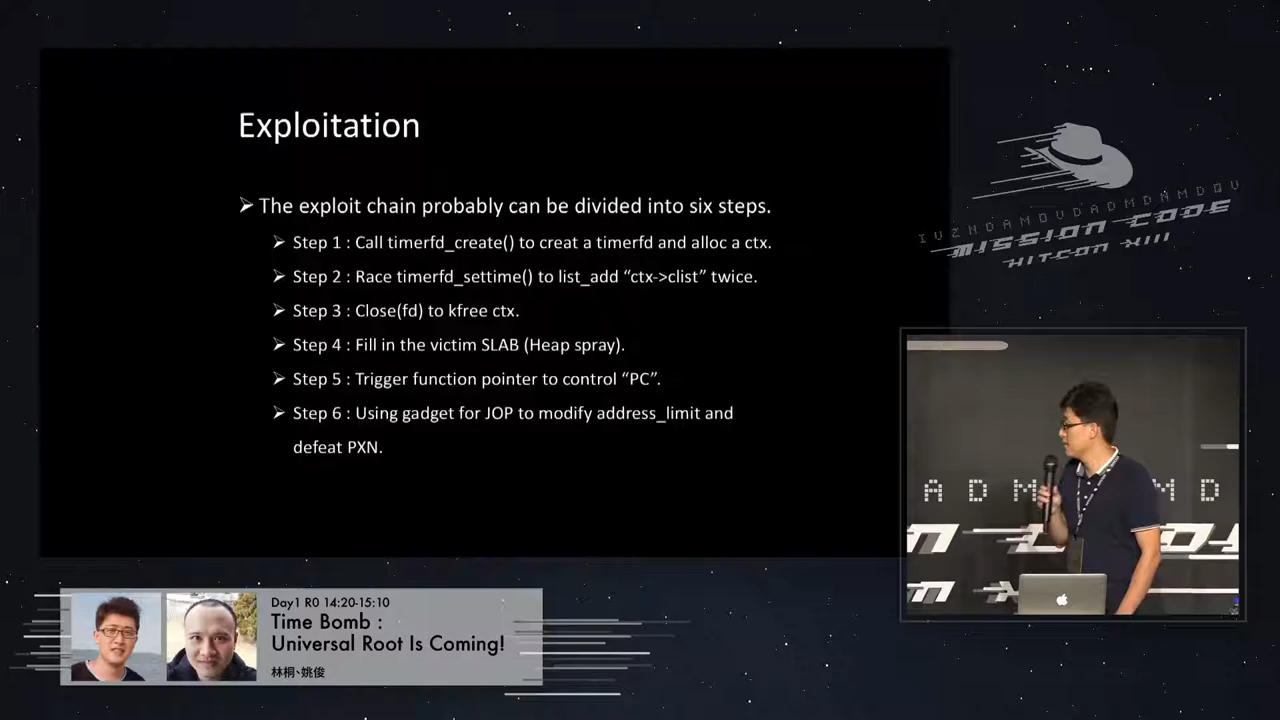 Exploitation
➢ The exploit chain probably can be divided into six steps.
➢ Step 1 : Call timerfd_create() to creat a timerfd and alloc a ctx.
➢ Step 2 : Race timerfd_settime() to list_add “ctx->clist” twice.
➢ Step 3 : Close(fd) to kfree ctx.
➢ Step 4 : Fill in the victim SLAB (Heap spray).
➢ Step 5 : Trigger function pointer to control “PC”.
➢ Step 6 : Using gadget for JOP to modify address_limit and
defeat PXN.
IVZHDAMOVDADMDAMDQV
MISSION CODE
HITCON XIII
ADM
MD
Day1 R0 14:20-15:10
Time Bomb :
Universal Root Is Coming!
林桐、姚俊